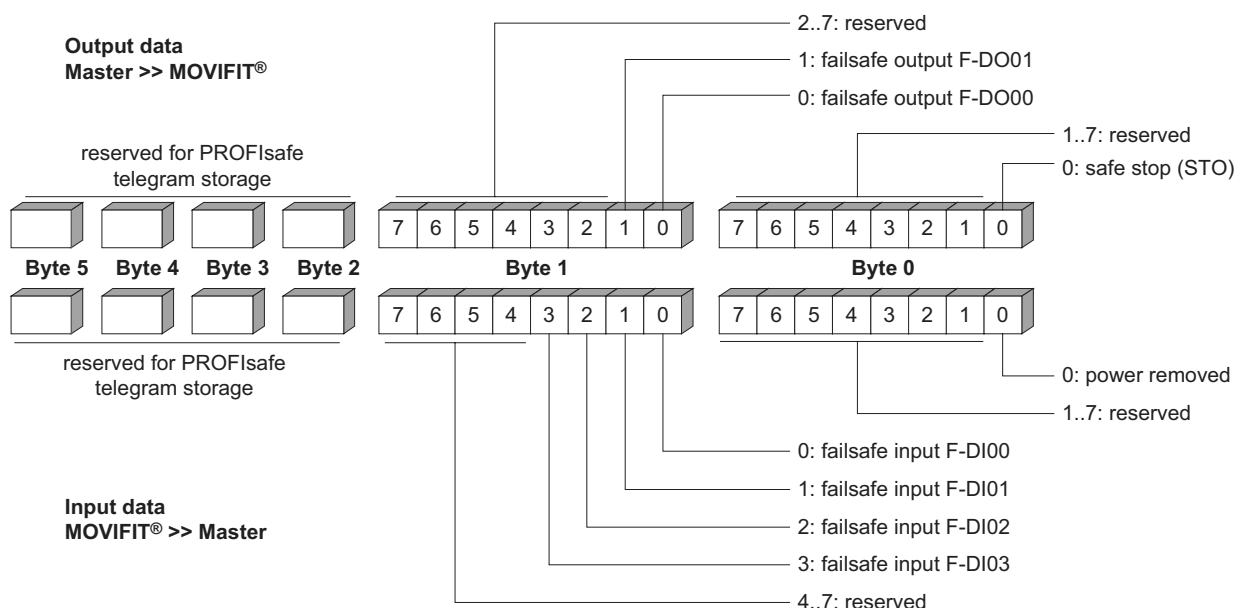 Output data
Master >> MOVIFIT®
2..7: reserved
1: failsafe output F-DO01
0: failsafe output F-DO00
1..7: reserved
0: safe stop (STO)
reserved for PROFIsafe
telegram storage
7 6 5 4 3 2 1 0 7 6 5 4 3 2 1 0
Byte 5 Byte 4 Byte 3 Byte 2 Byte 1 Byte 0
7 6 5 4 3 2 1 0 7 6 5 4 3 2 1 0
reserved for PROFIsafe
telegram storage
0: power removed
1..7: reserved
0: failsafe input F-DI00
1: failsafe input F-DI01
2: failsafe input F-DI02
3: failsafe input F-DI03
4..7: reserved
Input data
MOVIFIT® >> Master